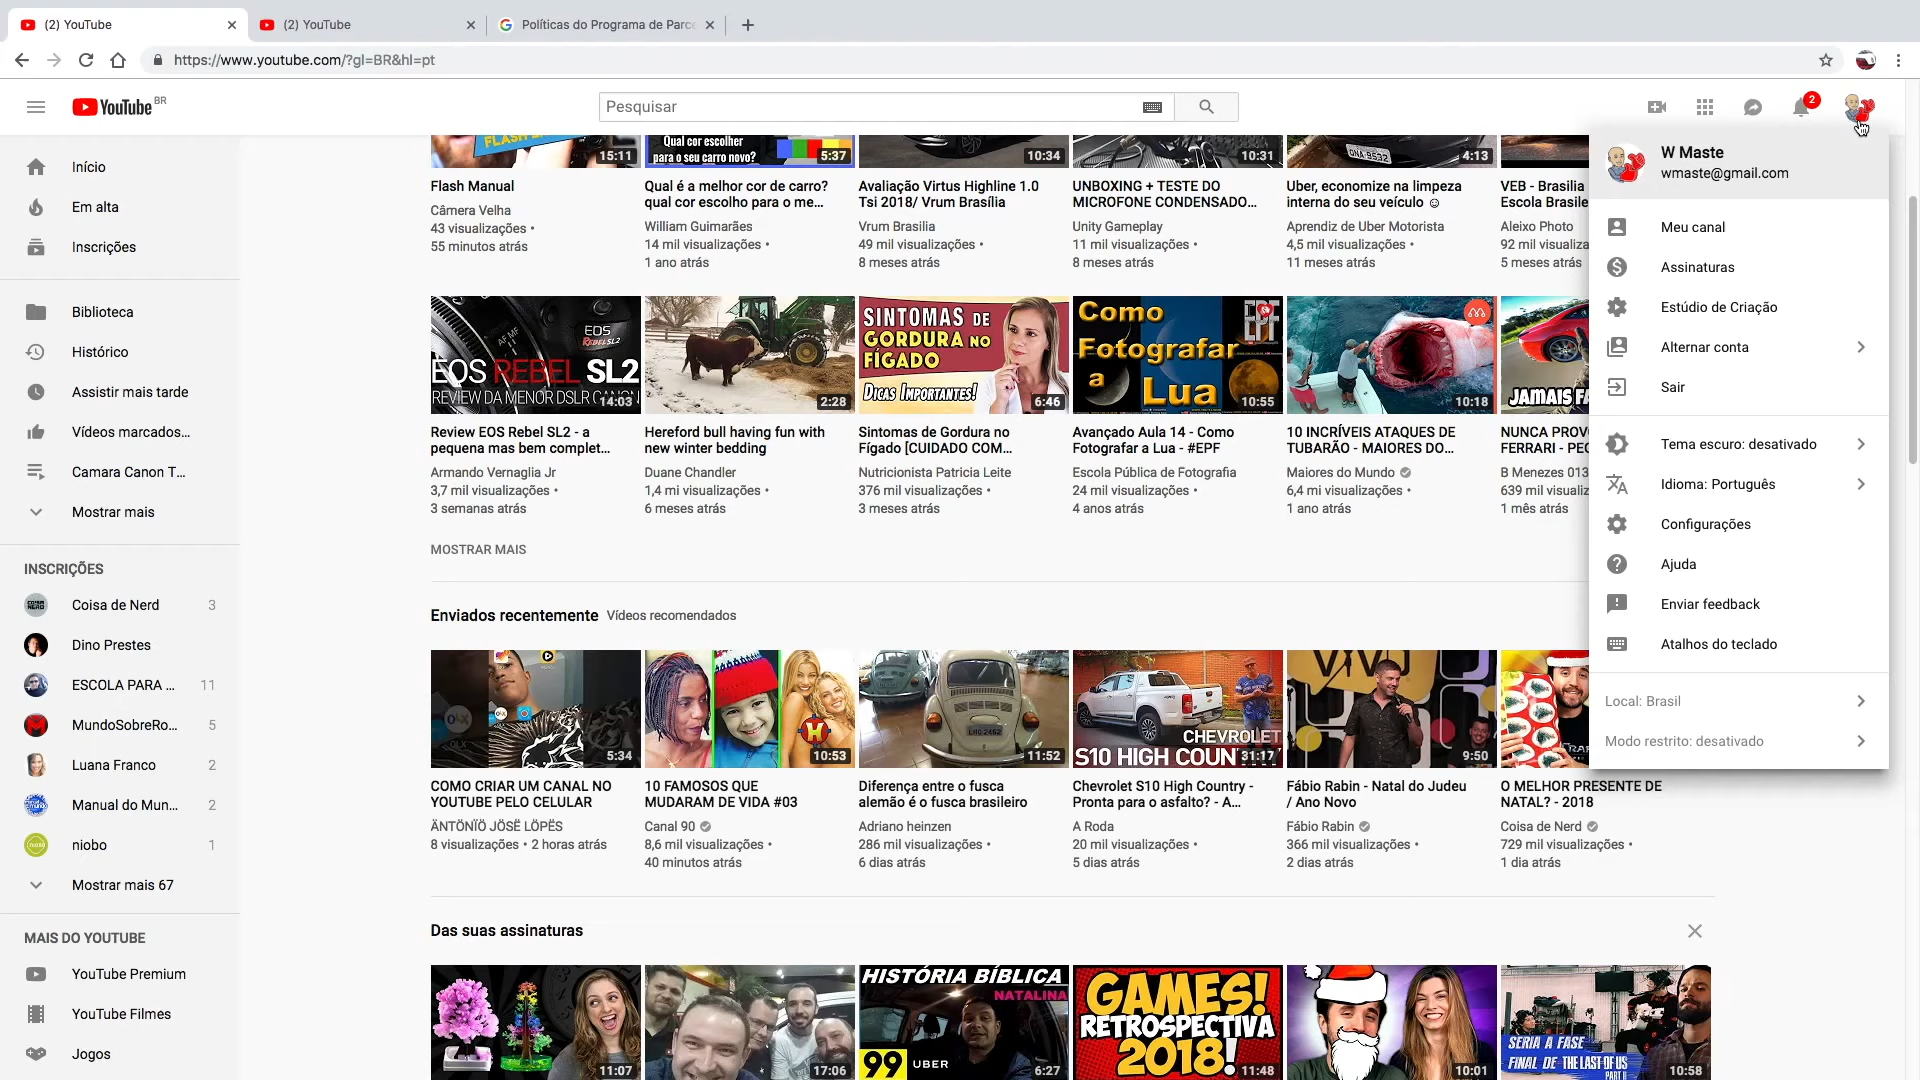 (2) YouTube
(2) YouTube
Políticas do Programa de Parce
https://www.youtube.com/?gl=BR&hl=pt
YouTube BR
Pesquisar
2
Início
Em alta
Inscrições
Biblioteca
Histórico
Assistir mais tarde
Vídeos marcados...
Camara Canon T...
Mostrar mais
INSCRIÇÕES
Coisa de Nerd 3
Dino Prestes
ESCOLA PARA ... 11
MundoSobreRo... 5
Luana Franco 2
Manual do Mun... 2
niobo 1
Mostrar mais 67
MAIS DO YOUTUBE
YouTube Premium
YouTube Filmes
Jogos
15:11
Qual cor escolher
para o seu carro novo?
5:37
10:34
10:31
QNA 9532
4:13
Flash Manual
Câmera Velha
43 visualizações •
55 minutos atrás
Qual é a melhor cor de carro?
qual cor escolho para o me...
William Guimarães
14 mil visualizações •
1 ano atrás
Avaliação Virtus Highline 1.0
Tsi 2018/ Vrum Brasília
Vrum Brasilia
49 mil visualizações •
8 meses atrás
UNBOXING + TESTE DO
MICROFONE CONDENSADO...
Unity Gameplay
11 mil visualizações •
8 meses atrás
Uber, economize na limpeza
interna do seu veículo ☺
Aprendiz de Uber Motorista
4,5 mil visualizações •
11 meses atrás
VEB - Brasilia
Escola Brasile
Aleixo Photo
92 mil visualiza
5 meses atrás
EOS
REBEL SL2
EOS REBEL SL2
REVIEW DA MENOR DSLR CANON
14:03
2:28
SINTOMAS DE
GORDURA NO
FÍGADO
DICAS IMPORTANTES!
6:46
Como
Fotografar
a
Lua
EPF
10:55
10:18
JAMAIS FA
Review EOS Rebel SL2 - a
pequena mas bem complet...
Armando Vernaglia Jr
3,7 mil visualizações •
3 semanas atrás
Hereford bull having fun with
new winter bedding
Duane Chandler
1,4 mi visualizações •
6 meses atrás
Sintomas de Gordura no
Fígado [CUIDADO COM...
Nutricionista Patricia Leite
376 mil visualizações •
3 meses atrás
Avançado Aula 14 - Como
Fotografar a Lua - #EPF
Escola Pública de Fotografia
24 mil visualizações •
4 anos atrás
10 INCRÍVEIS ATAQUES DE
TUBARÃO - MAIORES DO...
Maiores do Mundo
6,4 mi visualizações •
1 ano atrás
NUNCA PROV
FERRARI - PEG
B Menezes 013
639 mil visualiz
1 mês atrás
MOSTRAR MAIS
Enviados recentemente Vídeos recomendados
OLX
5:34
H
10:53
11:52
CHEVROLET
S10 HIGH COUN
31:17
VIVO
9:50
COMO CRIAR UM CANAL NO
YOUTUBE PELO CELULAR
ÄNTÖNÏÖ JÖSË LÖPËS
8 visualizações • 2 horas atrás
10 FAMOSOS QUE
MUDARAM DE VIDA #03
Canal 90
8,6 mil visualizações •
40 minutos atrás
Diferença entre o fusca
alemão é o fusca brasileiro
Adriano heinzen
286 mil visualizações •
6 dias atrás
Chevrolet S10 High Country -
Pronta para o asfalto? - A...
A Roda
20 mil visualizações •
5 dias atrás
Fábio Rabin - Natal do Judeu
/ Ano Novo
Fábio Rabin
366 mil visualizações •
2 dias atrás
O MELHOR PRESENTE DE
NATAL? - 2018
Coisa de Nerd
729 mil visualizações •
1 dia atrás
Das suas assinaturas
11:07
17:06
HISTÓRIA BÍBLICA
NATALINA
99 UBER
6:27
GAMES!
RETROSPECTIVA
2018!
11:48
10:01
SERIA A FASE
FINAL DE THE LAST OF US
PART II
10:58
W Maste
wmaste@gmail.com
Meu canal
Assinaturas
Estúdio de Criação
Alternar conta
Sair
Tema escuro: desativado
Idioma: Português
Configurações
Ajuda
Enviar feedback
Atalhos do teclado
Local: Brasil
Modo restrito: desativado